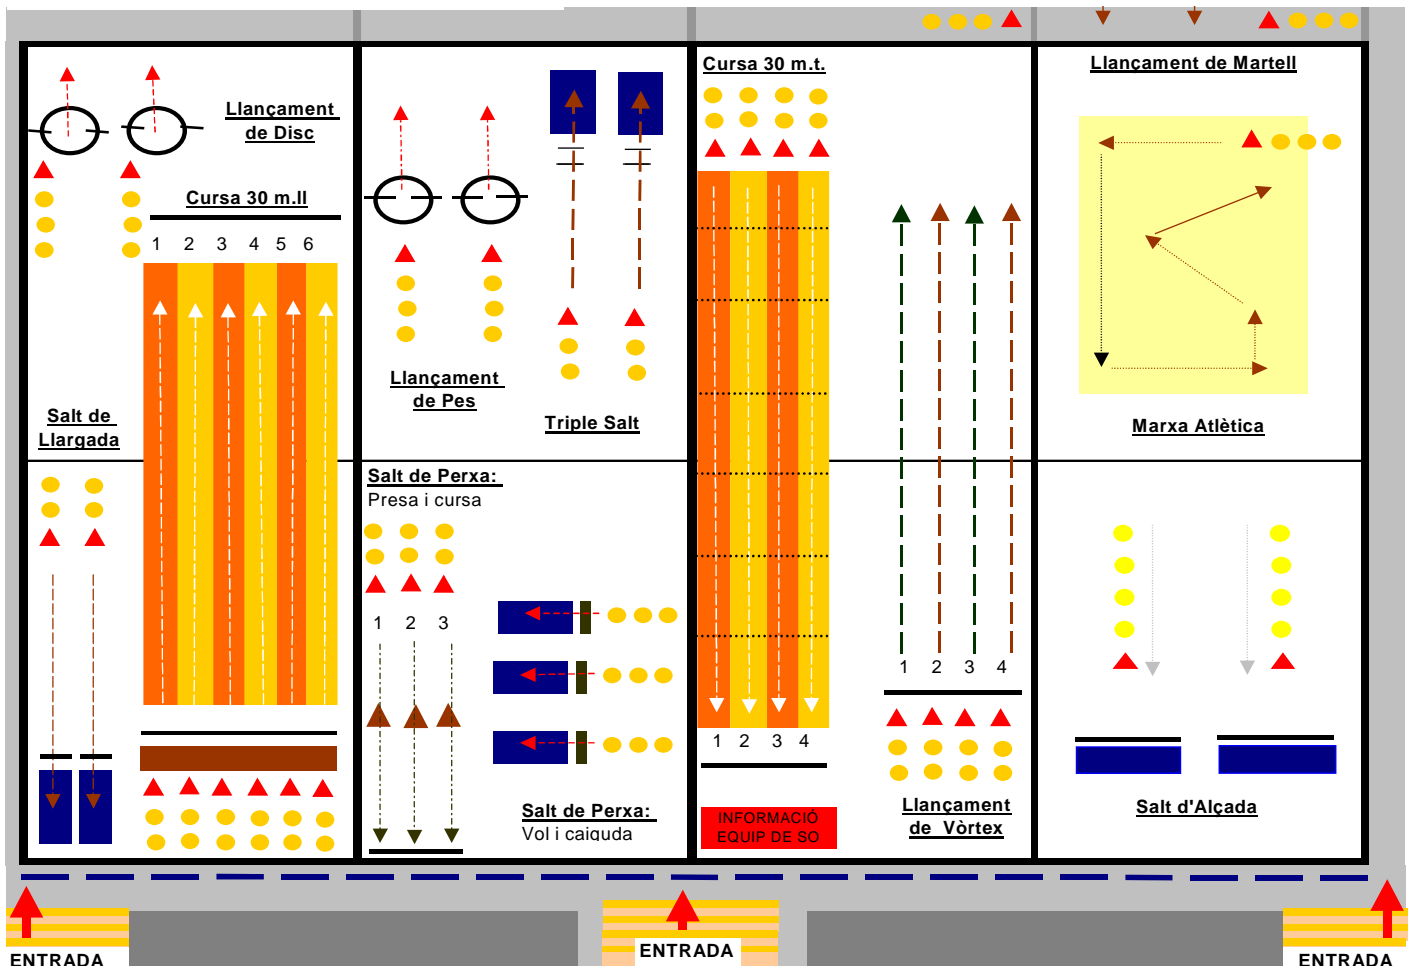 Llançament
de Disc
Cursa 30 m.ll
1 2 3 4 5 6
Salt de
Llargada
Llançament
de Pes
Triple Salt
Salt de Perxa:
Presa i cursa
1 2 3
Salt de Perxa:
Vol i caiguda
Cursa 30 m.t.
1 2 3 4
INFORMACIÓ
EQUIP DE SO
1 2 3 4
Llançament
de Vòrtex
Llançament de Martell
Marxa Atlètica
Salt d'Alçada
ENTRADA
ENTRADA
ENTRADA